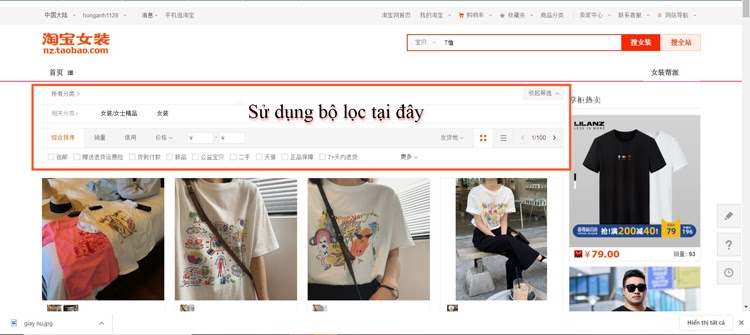 中国大陆 honganh1128 消息 手机逛淘宝
淘宝网首页 我的淘宝 购物车 收藏夹 商品分类 卖家中心 联系客服 网站导航
淘宝女装
nz.taobao.com
宝贝 T恤 搜女装 搜全站
首页 女装帮派
所有分类 > 收起筛选
相关分类: 女装/女士精品 女装
Sử dụng bộ lọc tại đây
综合排序 销量 信用 价格 ¥ - ¥ 发货地 < 1/100 >
包邮 赠送退货运费险 货到付款 新品 公益宝贝 二手 天猫 正品保障 7+天内退货 更多
掌柜热卖
LILANZ
LESS IS MORE
抢!满200减40!
79
¥79.00 销量: 93
giay nu.jpg
Hiển thị tất cả